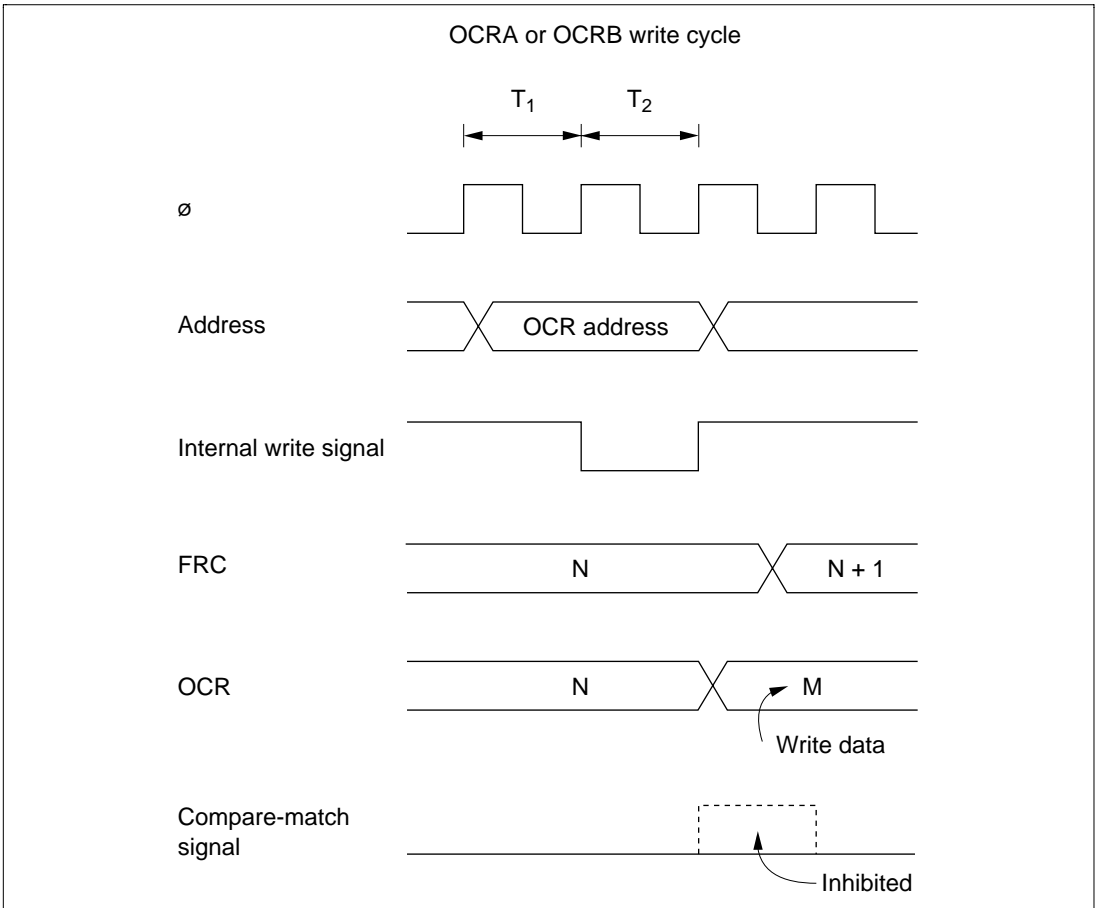 OCRA or OCRB write cycle
T1 T2
ø
Address OCR address
Internal write signal
FRC N N + 1
OCR N M
Write data
Compare-match
signal
Inhibited